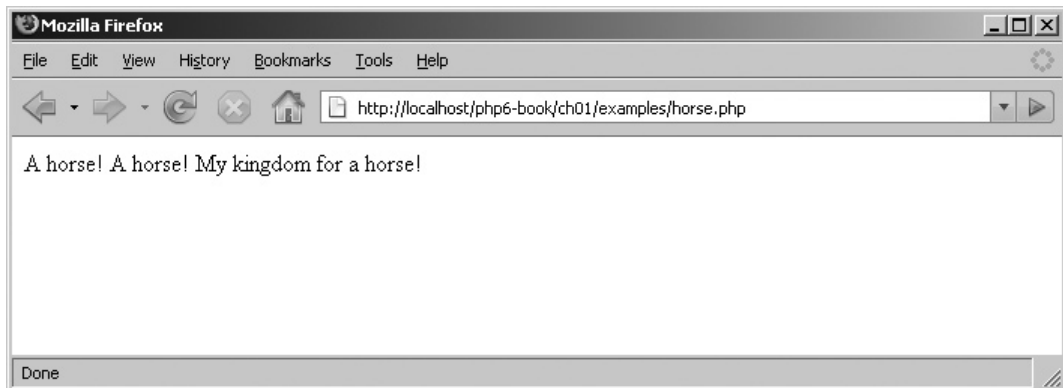 Mozilla Firefox
File Edit View History Bookmarks Tools Help
http://localhost/php6-book/ch01/examples/horse.php
A horse! A horse! My kingdom for a horse!
Done